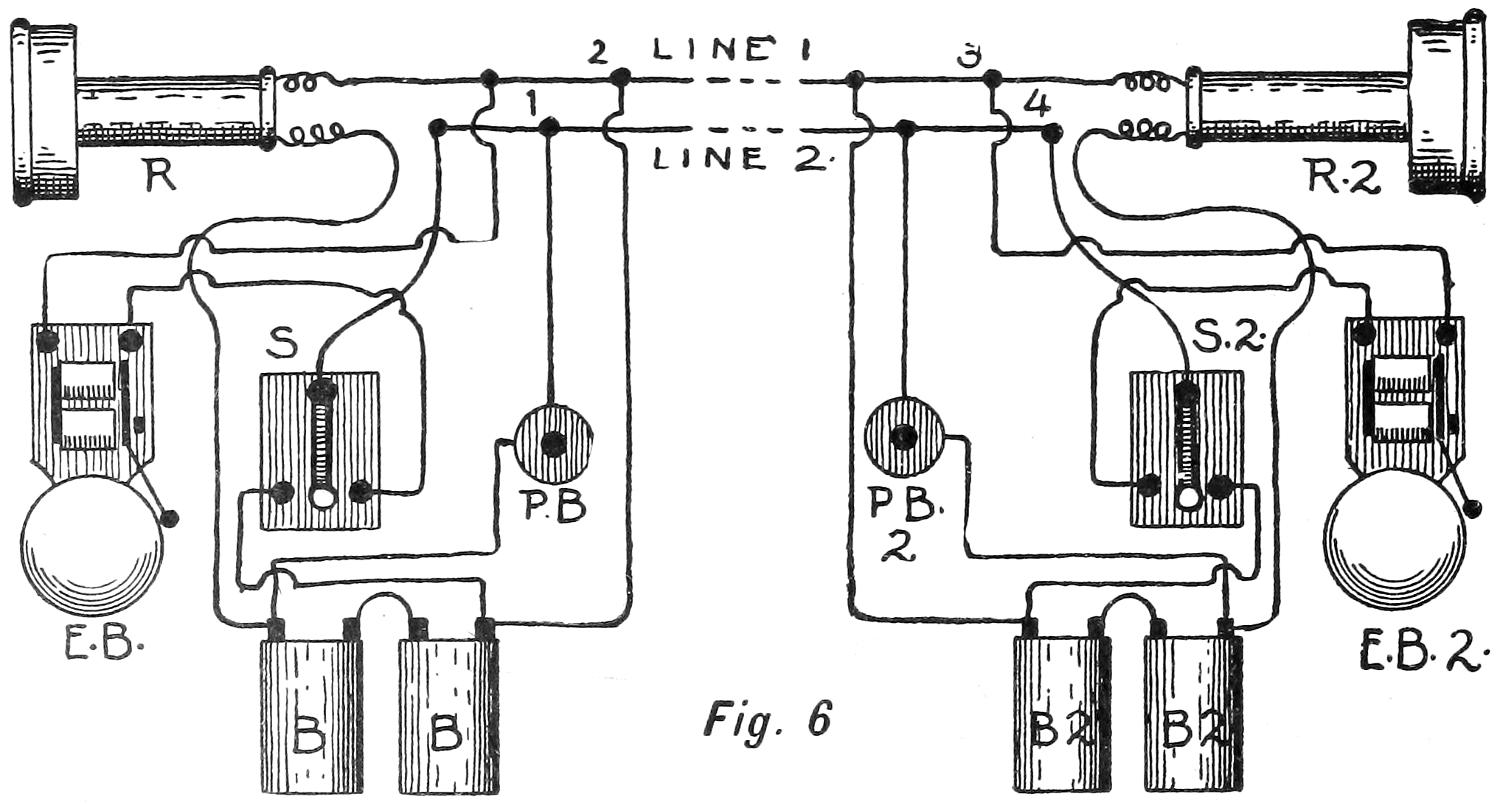 2 LINE 1 3
1 4
LINE 2.
R R.2
S S.2.
P.B P.B.
2
E.B. E.B.2.
B B B2 B2
Fig. 6